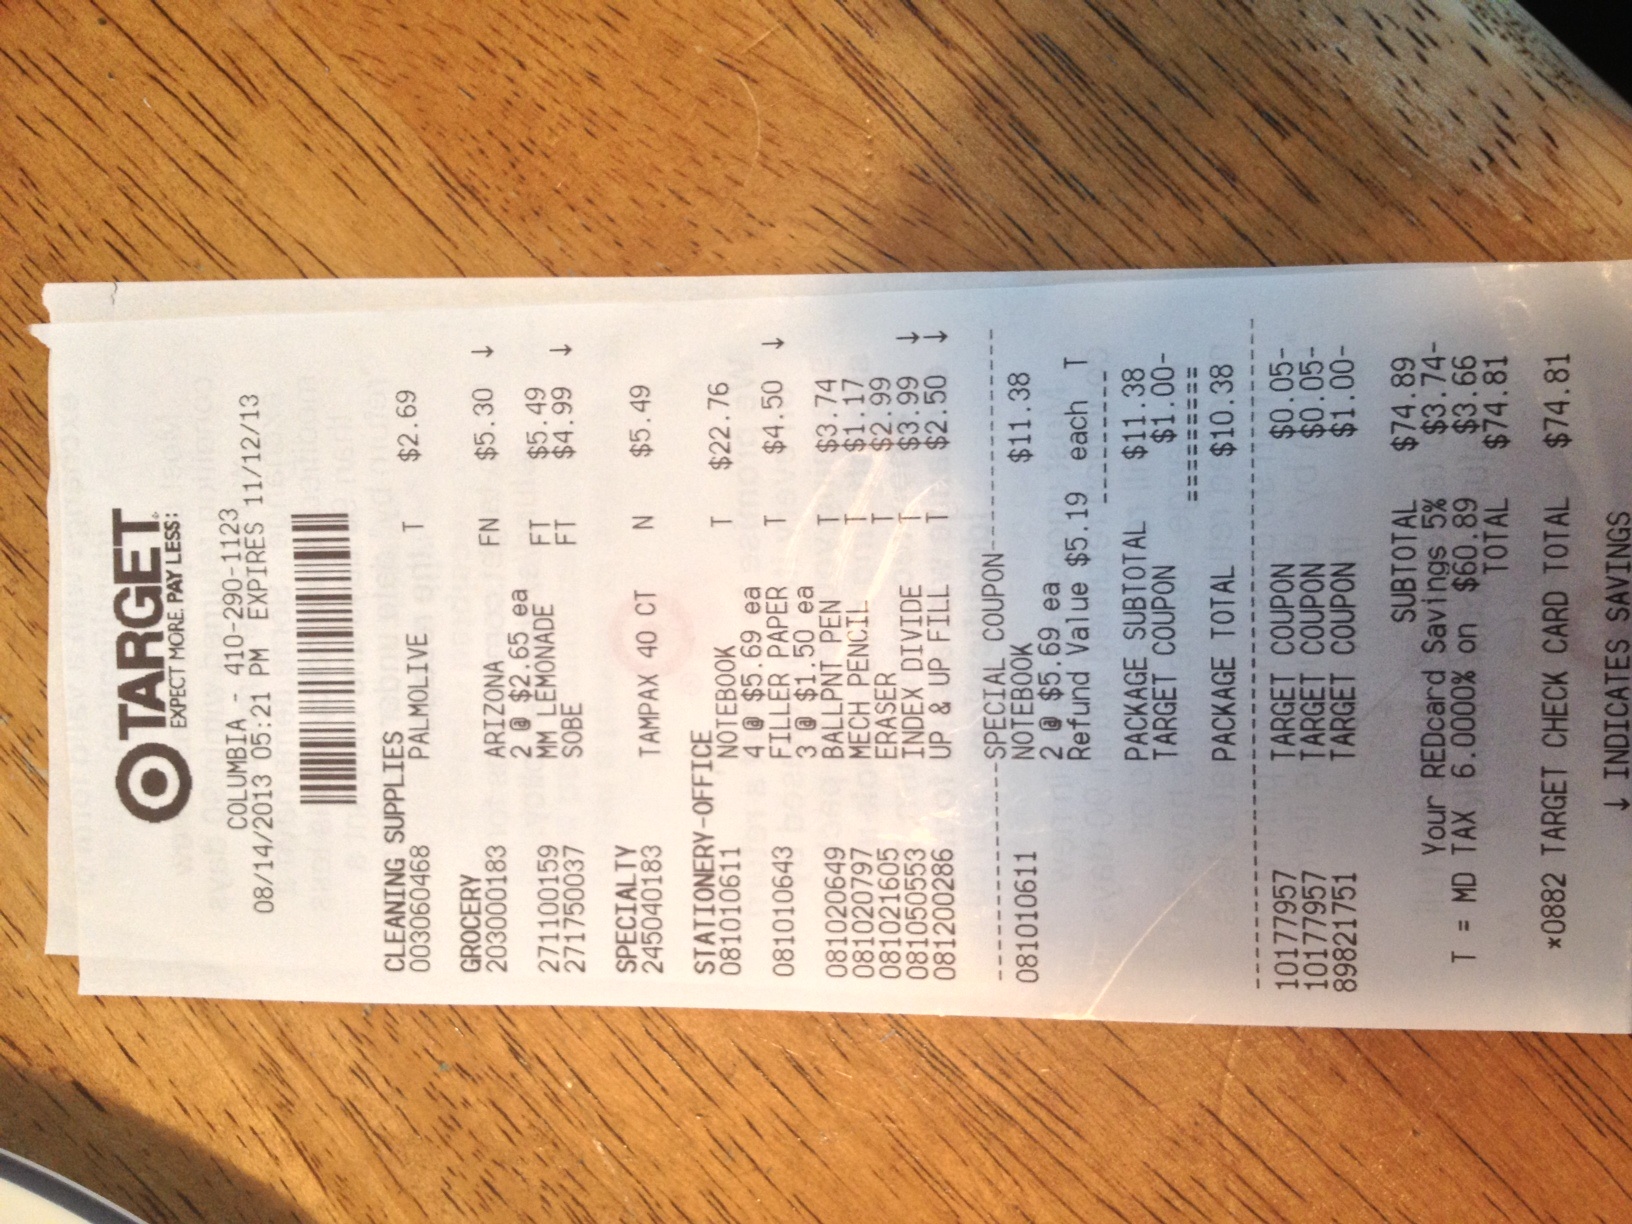 TARGET
EXPECT MORE. PAY LESS.
COLUMBIA - 410-290-1123
08/14/2013 05:21 PM EXPIRES 11/12/13
CLEANING SUPPLIES
003060468 PALMOLIVE T $2.69
GROCERY
203000183 ARIZONA FN $5.30 ↓
2 @ $2.65 ea
271100159 MM LEMONADE FT $5.49
271750037 SOBE FT $4.99 ↓
SPECIALTY
245040183 TAMPAX 40 CT N $5.49
STATIONERY-OFFICE
081010611 NOTEBOOK T $22.76
4 @ $5.69 ea
081010643 FILLER PAPER T $4.50 ↓
3 @ $1.50 ea
081020649 BALLPNT PEN T $3.74
081020797 MECH PENCIL T $1.17
081021605 ERASER T $2.99
081050553 INDEX DIVIDE T $3.99 ↓
081200286 UP & UP FILL T $2.50 ↓
--------------SPECIAL COUPON--------------
081010611 NOTEBOOK $11.38
2 @ $5.69 ea
Refund Value $5.19 each T
---------
PACKAGE SUBTOTAL $11.38
TARGET COUPON $1.00-
=========
PACKAGE TOTAL $10.38
------------------------------------------
10177957 TARGET COUPON $0.05-
10177957 TARGET COUPON $0.05-
89821751 TARGET COUPON $1.00-
SUBTOTAL $74.89
Your REDcard Savings 5% $3.74-
T = MD TAX 6.0000% on $60.89 $3.66
TOTAL $74.81
*0882 TARGET CHECK CARD TOTAL $74.81
↓ INDICATES SAVINGS